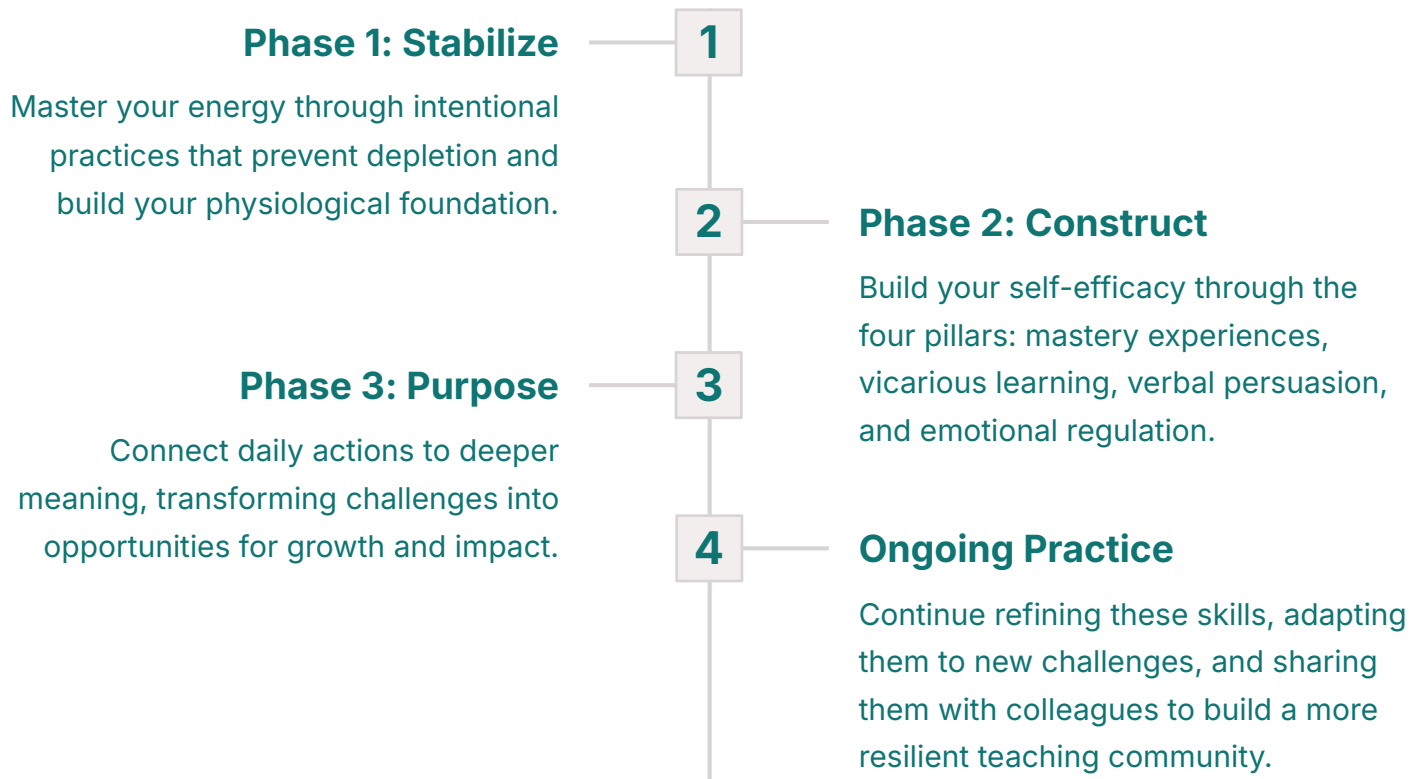 Phase 1: Stabilize
1
Master your energy through intentional
practices that prevent depletion and
build your physiological foundation.
2
Phase 2: Construct
Build your self-efficacy through the
four pillars: mastery experiences,
vicarious learning, verbal persuasion,
and emotional regulation.
Phase 3: Purpose
3
Connect daily actions to deeper
meaning, transforming challenges into
opportunities for growth and impact.
4
Ongoing Practice
Continue refining these skills, adapting
them to new challenges, and sharing
them with colleagues to build a more
resilient teaching community.